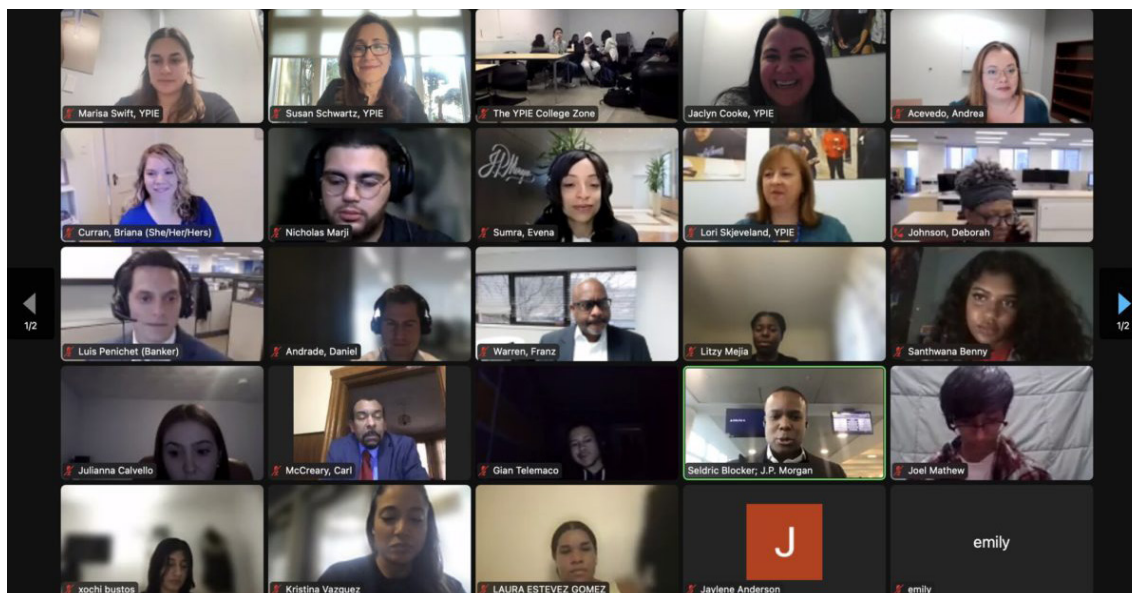 Marisa Swift, YPIE
Susan Schwartz, YPIE
The YPIE College Zone
Jaclyn Cooke, YPIE
Acevedo, Andrea
Curran, Briana (She/Her/Hers)
Nicholas Marji
J.P.Morgan
Sumra, Evena
Lori Skjeveland, YPIE
Johnson, Deborah
1/2
Luis Penichet (Banker)
Andrade, Daniel
Warren, Franz
Litzy Mejia
Santhwana Benny
1/2
Julianna Calvello
McCreary, Carl
Gian Telemaco
Seldric Blocker; J.P. Morgan
Joel Mathew
xochi bustos
Kristina Vazquez
LAURA ESTEVEZ GOMEZ
J
Jaylene Anderson
emily
emily